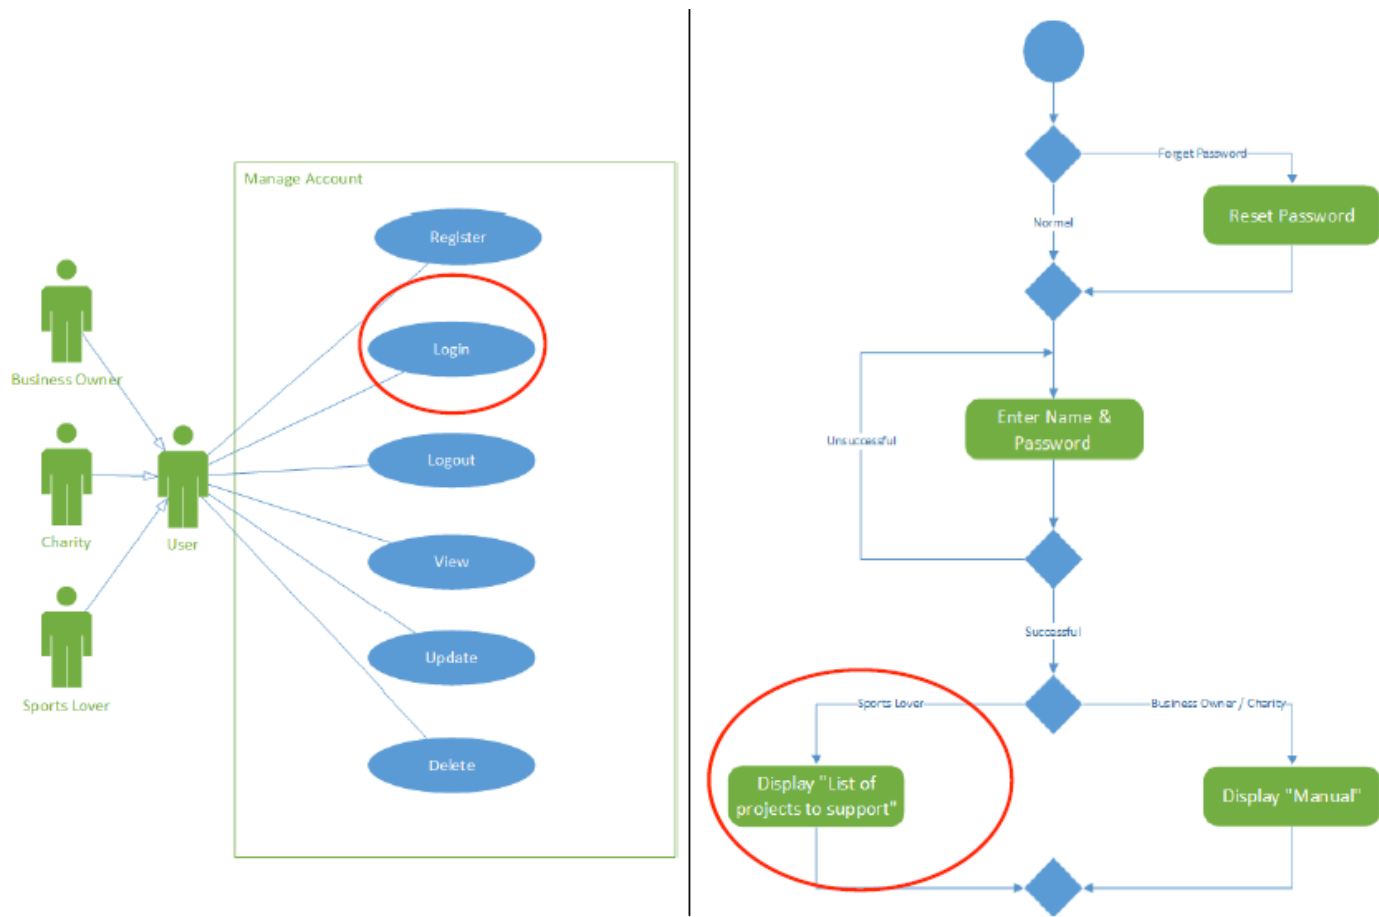 Manage Account
Register
Login
Logout
View
Update
Delete
Business Owner
Charity
User
Sports Lover
Forget Password
Reset Password
Normel
Enter Name &
Password
Unsuccessful
Successful
Sports Lover
Business Owner / Charity
Display "List of
projects to support"
Display "Manual"